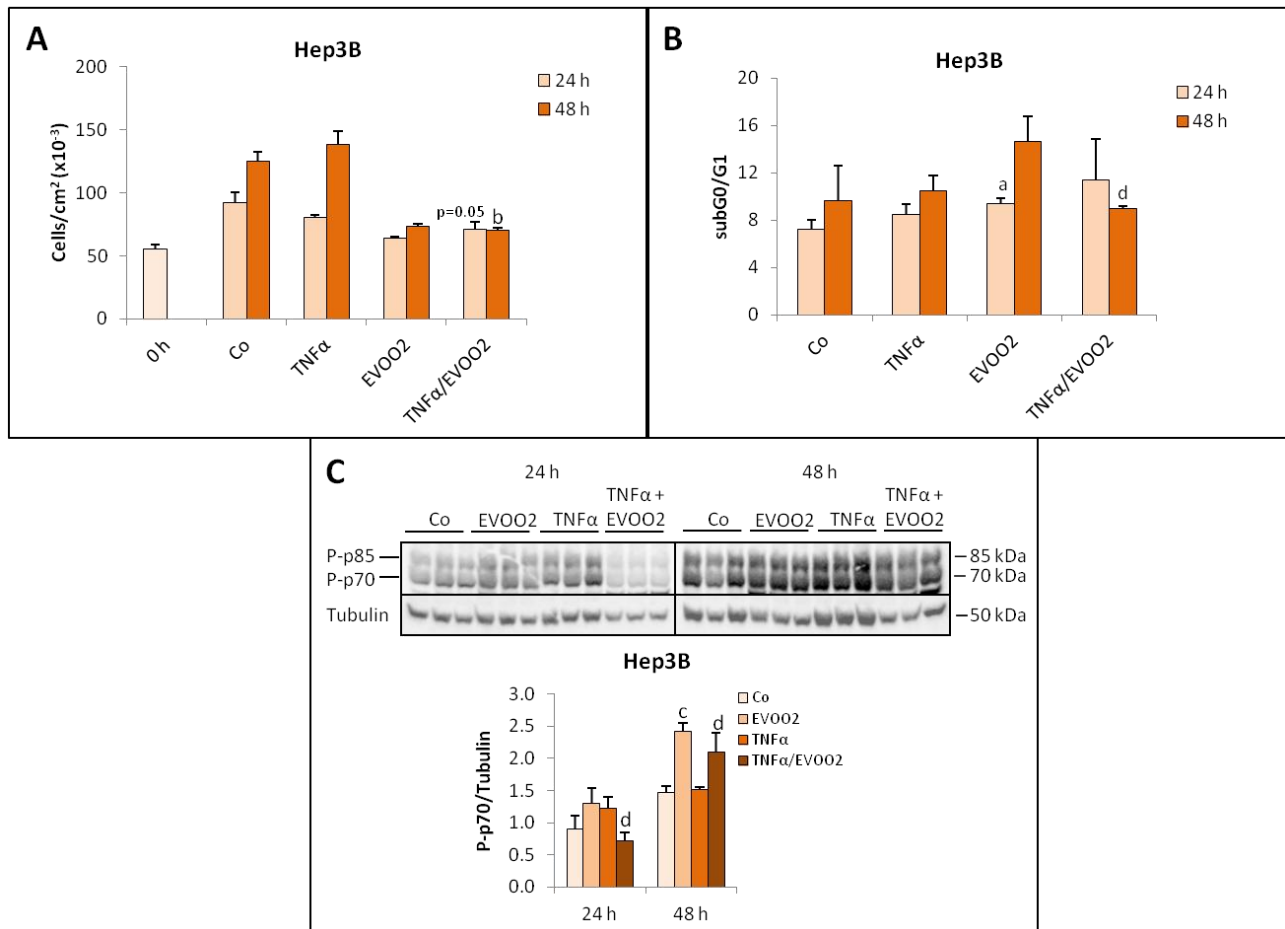 A
Hep3B
200
150
100
50
0
Cells/cm² (x10⁻³)
24 h
48 h
p=0.05
b
0 h
Co
TNFα
EVOO2
TNFα/EVOO2
B
Hep3B
20
16
12
8
4
0
subG0/G1
24 h
48 h
a
d
Co
TNFα
EVOO2
TNFα/EVOO2
C
24 h
48 h
Co
EVOO2
TNFα
TNFα +
EVOO2
Co
EVOO2
TNFα
TNFα +
EVOO2
P-p85
P-p70
Tubulin
85 kDa
70 kDa
50 kDa
Hep3B
3.0
2.5
2.0
1.5
1.0
0.5
0.0
P-p70/Tubulin
Co
EVOO2
TNFα
TNFα/EVOO2
d
c
d
24 h
48 h